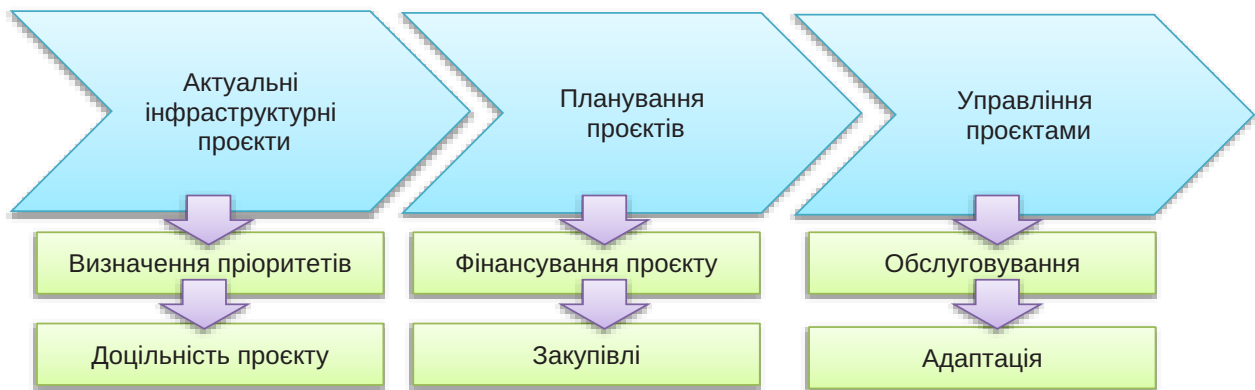 Актуальні
інфраструктурні
проєкти
Планування
проєктів
Управління
проєктами
Визначення пріоритетів
Фінансування проєкту
Обслуговування
Доцільність проєкту
Закупівлі
Адаптація